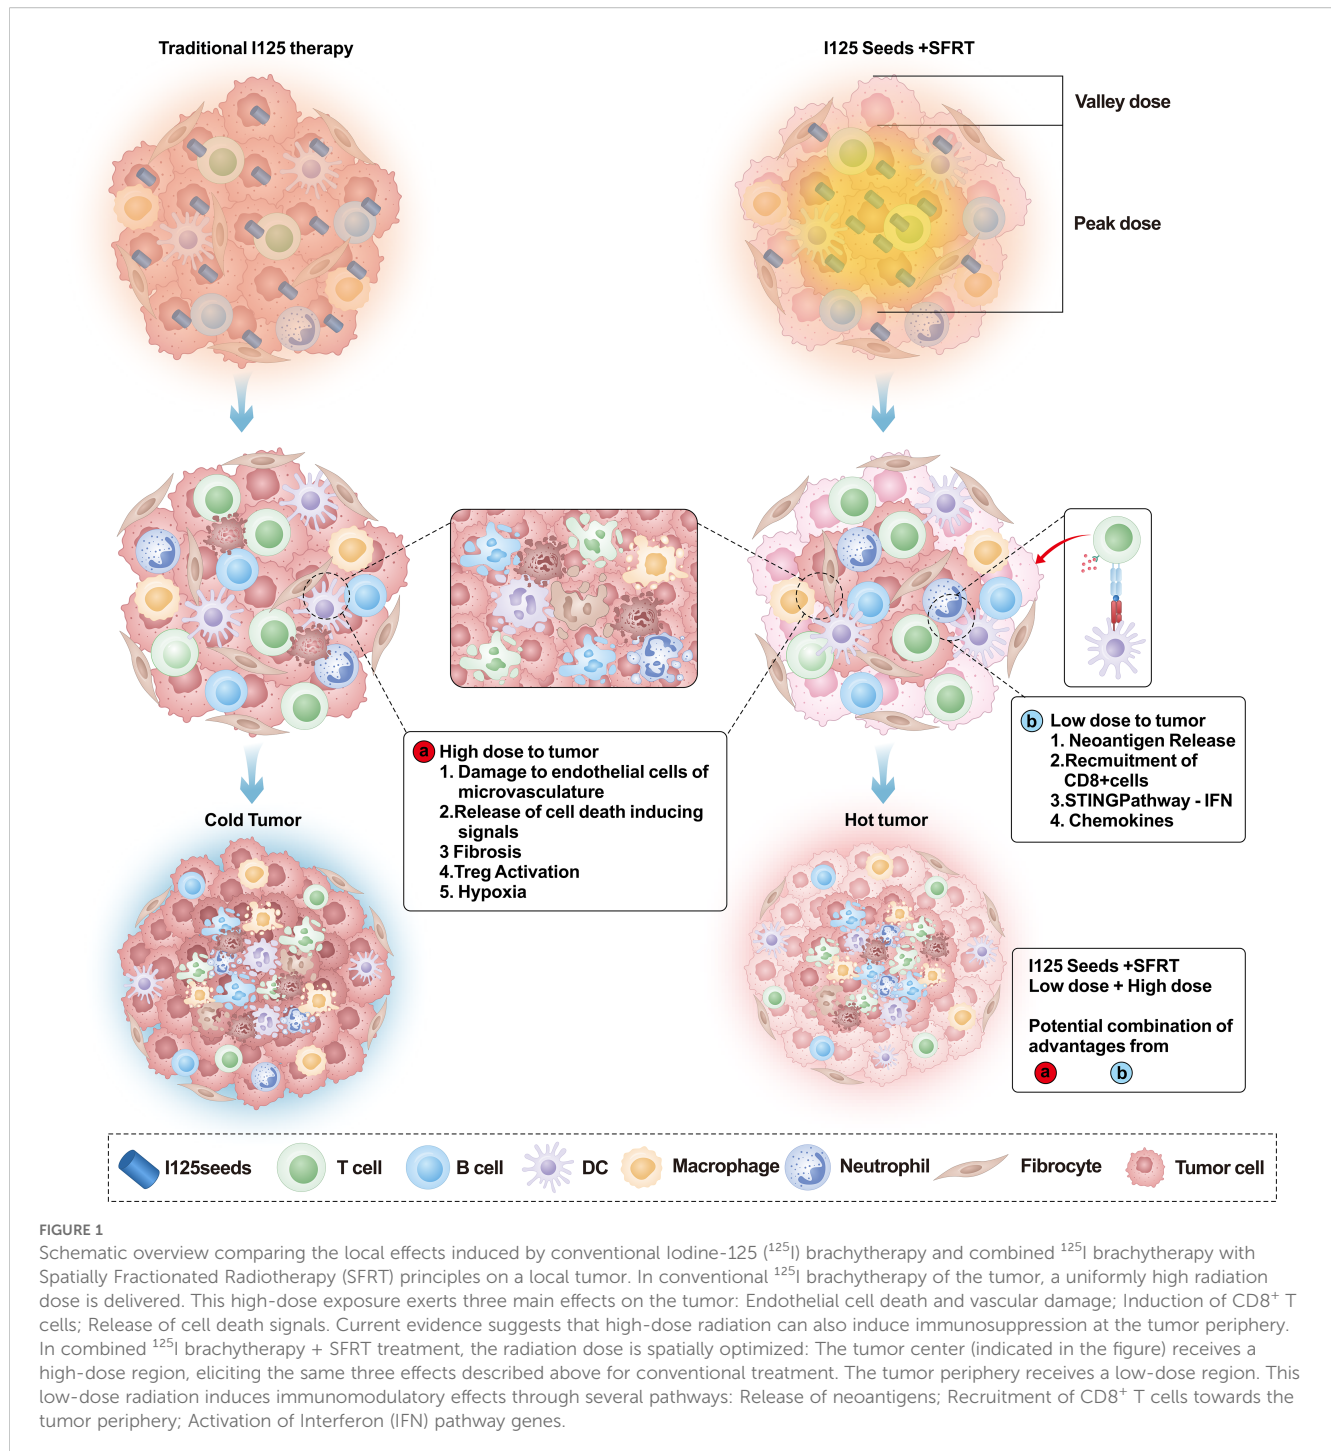 Traditional I125 therapy
I125 Seeds +SFRT
Valley dose
Peak dose
a High dose to tumor
1. Damage to endothelial cells of
microvasculature
2.Release of cell death inducing
signals
3 Fibrosis
4.Treg Activation
5. Hypoxia
b Low dose to tumor
1. Neoantigen Release
2.Recmuitment of
CD8+cells
3.STINGPathway - IFN
4. Chemokines
Cold Tumor
Hot tumor
I125 Seeds +SFRT
Low dose + High dose
Potential combination of
advantages from
a b
I125seeds T cell B cell DC Macrophage Neutrophil Fibrocyte Tumor cell
FIGURE 1
Schematic overview comparing the local effects induced by conventional Iodine-125 (¹²⁵I) brachytherapy and combined ¹²⁵I brachytherapy with
Spatially Fractionated Radiotherapy (SFRT) principles on a local tumor. In conventional ¹²⁵I brachytherapy of the tumor, a uniformly high radiation
dose is delivered. This high-dose exposure exerts three main effects on the tumor: Endothelial cell death and vascular damage; Induction of CD8⁺ T
cells; Release of cell death signals. Current evidence suggests that high-dose radiation can also induce immunosuppression at the tumor periphery.
In combined ¹²⁵I brachytherapy + SFRT treatment, the radiation dose is spatially optimized: The tumor center (indicated in the figure) receives a
high-dose region, eliciting the same three effects described above for conventional treatment. The tumor periphery receives a low-dose region. This
low-dose radiation induces immunomodulatory effects through several pathways: Release of neoantigens; Recruitment of CD8⁺ T cells towards the
tumor periphery; Activation of Interferon (IFN) pathway genes.